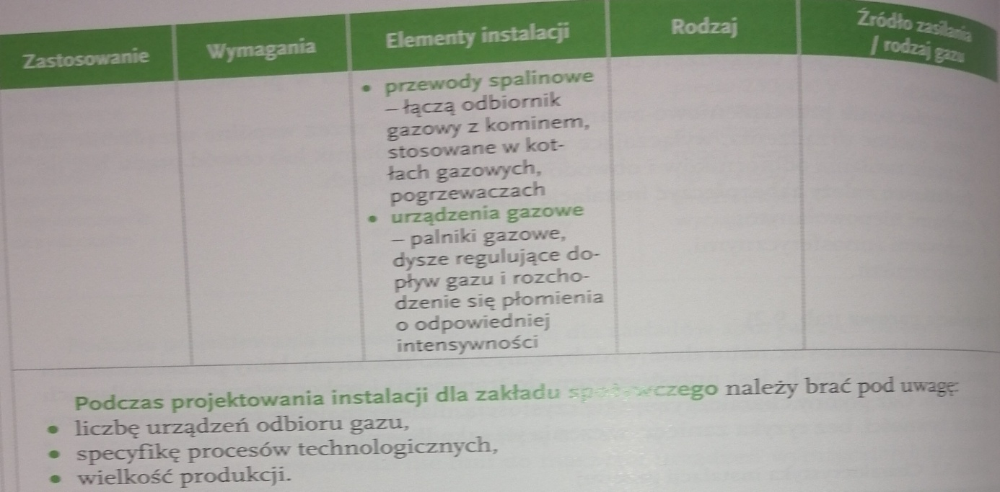 Zastosowanie
Wymagania
Elementy instalacji
Rodzaj
Źródło zasilania
/ rodzaj gazu
• przewody spalinowe
– łączą odbiornik
gazowy z kominem,
stosowane w kot-
łach gazowych,
pogrzewaczach
• urządzenia gazowe
– palniki gazowe,
dysze regulujące do-
pływ gazu i rozcho-
dzenie się płomienia
o odpowiedniej
intensywności
Podczas projektowania instalacji dla zakładu spożywczego należy brać pod uwagę:
• liczbę urządzeń odbioru gazu,
• specyfikę procesów technologicznych,
• wielkość produkcji.